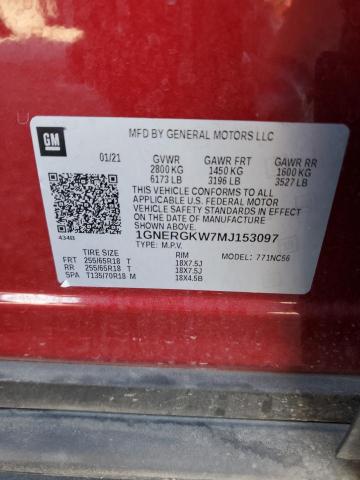 GM
MFD BY GENERAL MOTORS LLC
01/21 GVWR GAWR FRT GAWR RR
2800 KG 1450 KG 1600 KG
6173 LB 3196 LB 3527 LB
THIS VEHICLE CONFORMS TO ALL
APPLICABLE U.S. FEDERAL MOTOR
VEHICLE SAFETY STANDARDS IN
EFFECT ON THE DATE OF
MANUFACTURE SHOWN ABOVE.
1GNERGKW7MJ153097
TYPE: M.P.V.
434B
TIRE SIZE RIM MODEL: 771NC56
FRT 255/65R18 T 18X7.5J
RR 255/65R18 T 18X7.5J
SPA T135/70R18 M 18X4.5B